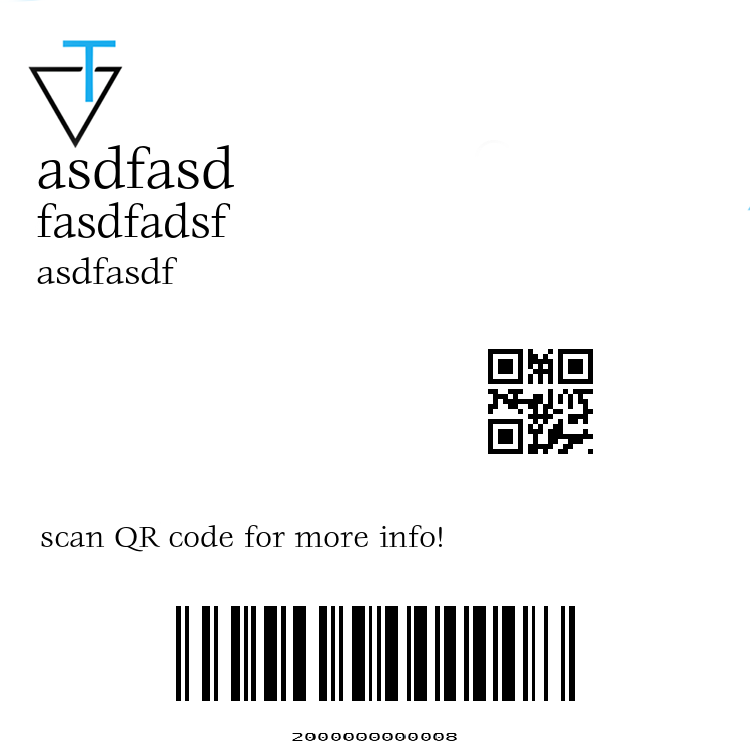 T
asdfasd
fasdfadsf
asdfasdf
scan QR code for more info!
2000000000008